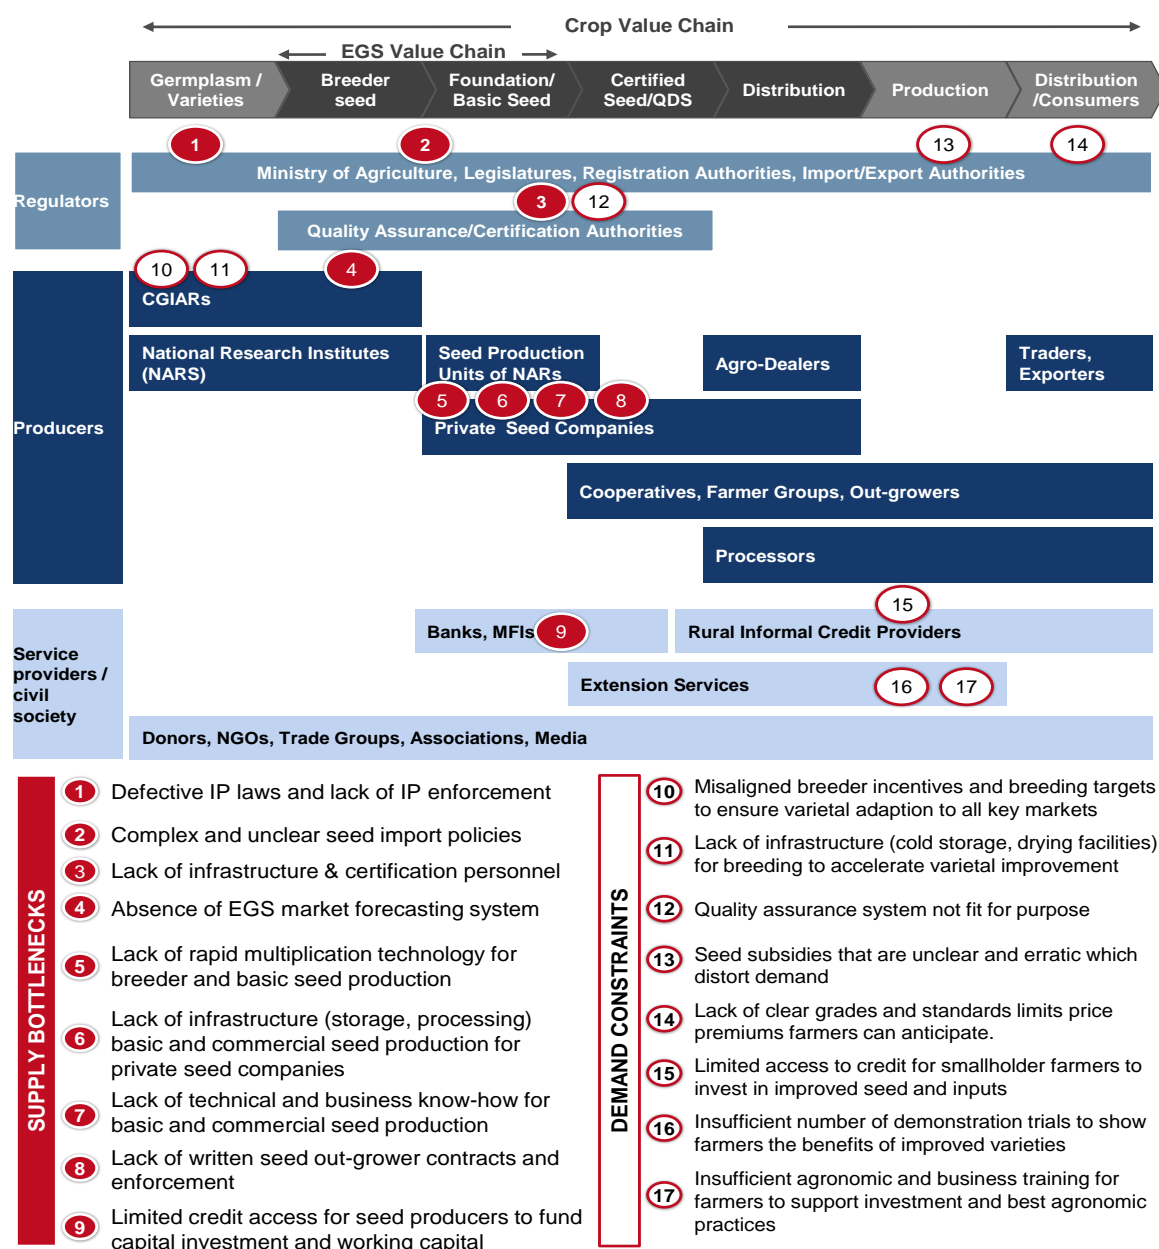 Crop Value Chain
EGS Value Chain
Germplasm /
Varieties
Breeder
seed
Foundation/
Basic Seed
Certified
Seed/QDS
Distribution
Production
Distribution
/Consumers
1
2
13
14
Regulators
Ministry of Agriculture, Legislatures, Registration Authorities, Import/Export Authorities
3
12
Quality Assurance/Certification Authorities
10
11
4
CGIARs
National Research Institutes
(NARS)
Seed Production
Units of NARs
Agro-Dealers
Traders,
Exporters
5
6
7
8
Producers
Private Seed Companies
Cooperatives, Farmer Groups, Out-growers
Processors
15
Banks, MFIs
9
Rural Informal Credit Providers
Service
providers /
civil
society
Extension Services
16
17
Donors, NGOs, Trade Groups, Associations, Media
SUPPLY BOTTLENECKS
1 Defective IP laws and lack of IP enforcement
2 Complex and unclear seed import policies
3 Lack of infrastructure & certification personnel
4 Absence of EGS market forecasting system
5 Lack of rapid multiplication technology for
breeder and basic seed production
6 Lack of infrastructure (storage, processing)
basic and commercial seed production for
private seed companies
7 Lack of technical and business know-how for
basic and commercial seed production
8 Lack of written seed out-grower contracts and
enforcement
9 Limited credit access for seed producers to fund
capital investment and working capital
DEMAND CONSTRAINTS
10 Misaligned breeder incentives and breeding targets
to ensure varietal adaption to all key markets
11 Lack of infrastructure (cold storage, drying facilities)
for breeding to accelerate varietal improvement
12 Quality assurance system not fit for purpose
13 Seed subsidies that are unclear and erratic which
distort demand
14 Lack of clear grades and standards limits price
premiums farmers can anticipate.
15 Limited access to credit for smallholder farmers to
invest in improved seed and inputs
16 Insufficient number of demonstration trials to show
farmers the benefits of improved varieties
17 Insufficient agronomic and business training for
farmers to support investment and best agronomic
practices